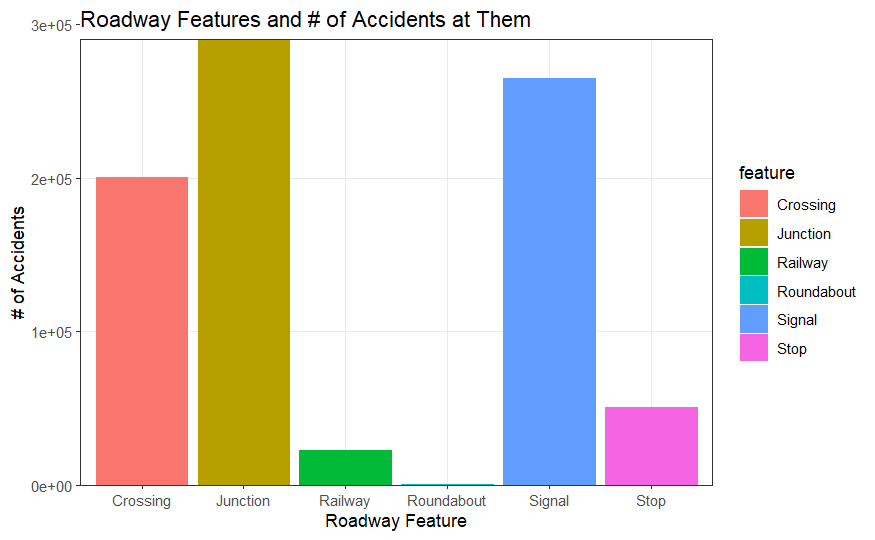 Roadway Features and # of Accidents at Them
3e+05
2e+05
1e+05
0e+00
# of Accidents
Crossing
Junction
Railway
Roundabout
Signal
Stop
Roadway Feature
feature
Crossing
Junction
Railway
Roundabout
Signal
Stop